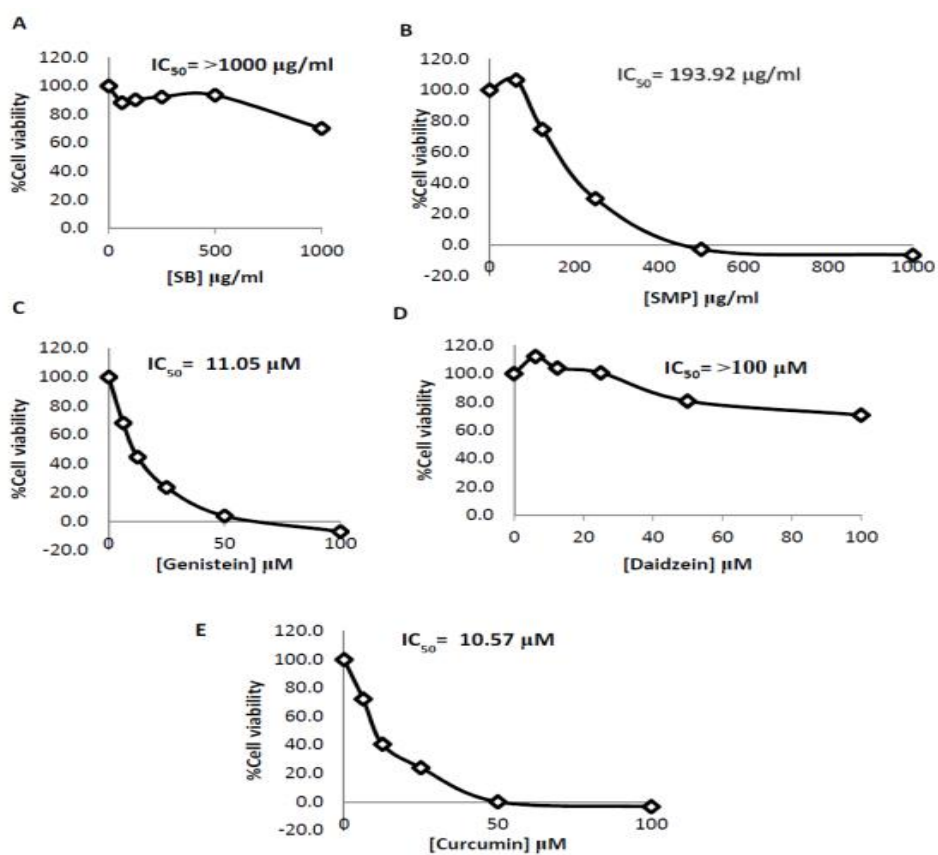 A
IC50= >1000 µg/ml
120.0
100.0
80.0
60.0
40.0
20.0
0.0
%Cell viability
0 500 1000
[SB] µg/ml
B
IC50= 193.92 µg/ml
120.0
100.0
80.0
60.0
40.0
20.0
0.0
-20.0
%Cell viability
0 200 400 600 800 1000
[SMP] µg/ml
C
IC50= 11.05 µM
120.0
100.0
80.0
60.0
40.0
20.0
0.0
-20.0
%Cell viability
0 50 100
[Genistein] µM
D
IC50= >100 µM
120.0
100.0
80.0
60.0
40.0
20.0
0.0
%Cell viability
0 20 40 60 80 100
[Daidzein] µM
E
IC50= 10.57 µM
120.0
100.0
80.0
60.0
40.0
20.0
0.0
-20.0
%Cell viability
0 50 100
[Curcumin] µM